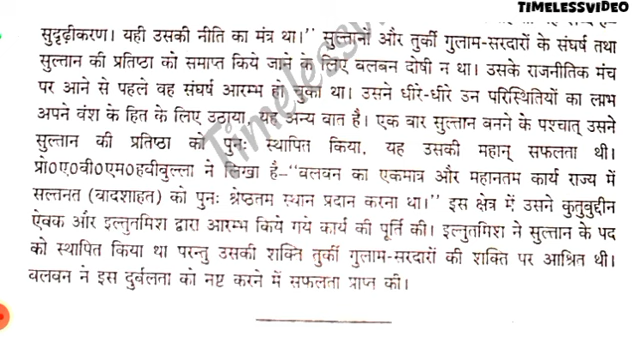 TIMELESSVIDEO
सुदृढ़ीकरण। यही उसकी नीति का मंत्र था।" सुल्तानों और तुर्की गुलाम-सरदारों के संघर्ष तथा
सुल्तान की प्रतिष्ठा को समाप्त किये जाने के लिए बलबन दोषी न था। उसके राजनीतिक मंच
पर आने से पहले वह संघर्ष आरम्भ हो चुका था। उसने धीरे-धीरे उन परिस्थितियों का लाभ
अपने वंश के हित के लिए उठाया, यह अन्य बात है। एक बार सुल्तान बनने के पश्चात् उसने
सुल्तान की प्रतिष्ठा को पुनः स्थापित किया, यह उसकी महान् सफलता थी।
प्रो०ए०वी०एम०हबीबुल्ला ने लिखा है-"बलबन का एकमात्र और महानतम कार्य राज्य में
सल्तनत (बादशाहत) को पुनः श्रेष्ठतम स्थान प्रदान करना था।" इस क्षेत्र में उसने कुतुबुद्दीन
ऐबक और इल्तुतमिश द्वारा आरम्भ किये गये कार्य की पूर्ति की। इल्तुतमिश ने सुल्तान के पद
को स्थापित किया था परन्तु उसकी शक्ति तुर्की गुलाम-सरदारों की शक्ति पर आश्रित थी।
बलबन ने इस दुर्बलता को नष्ट करने में सफलता प्राप्त की।